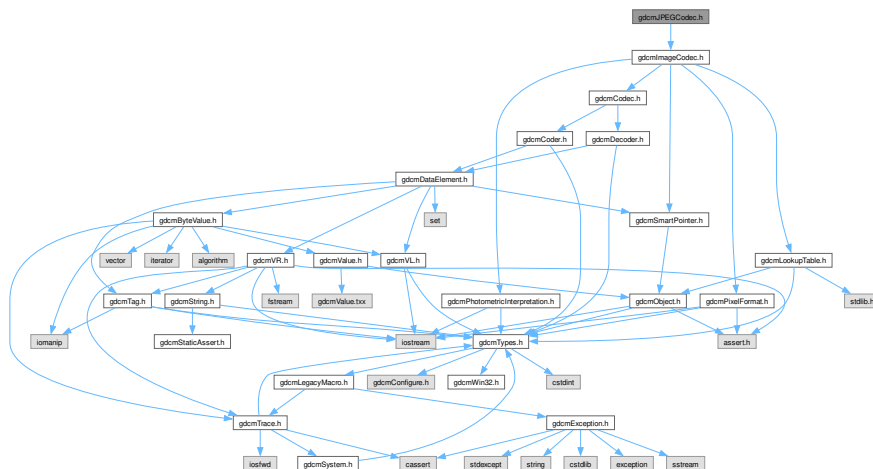 gdcmJPEGCodec.h
gdcmImageCodec.h
gdcmCodec.h
gdcmCoder.h
gdcmDecoder.h
gdcmDataElement.h
gdcmByteValue.h
set
gdcmSmartPointer.h
vector
iterator
algorithm
gdcmVR.h
gdcmValue.h
gdcmVL.h
gdcmLookupTable.h
gdcmTag.h
gdcmString.h
fstream
gdcmValue.txx
gdcmPhotometricInterpretation.h
gdcmObject.h
gdcmPixelFormat.h
stdlib.h
iomanip
gdcmStaticAssert.h
iostream
gdcmTypes.h
assert.h
gdcmLegacyMacro.h
gdcmConfigure.h
gdcmWin32.h
cstdint
gdcmTrace.h
gdcmException.h
iosfwd
gdcmSystem.h
cassert
stdexcept
string
cstdlib
exception
sstream